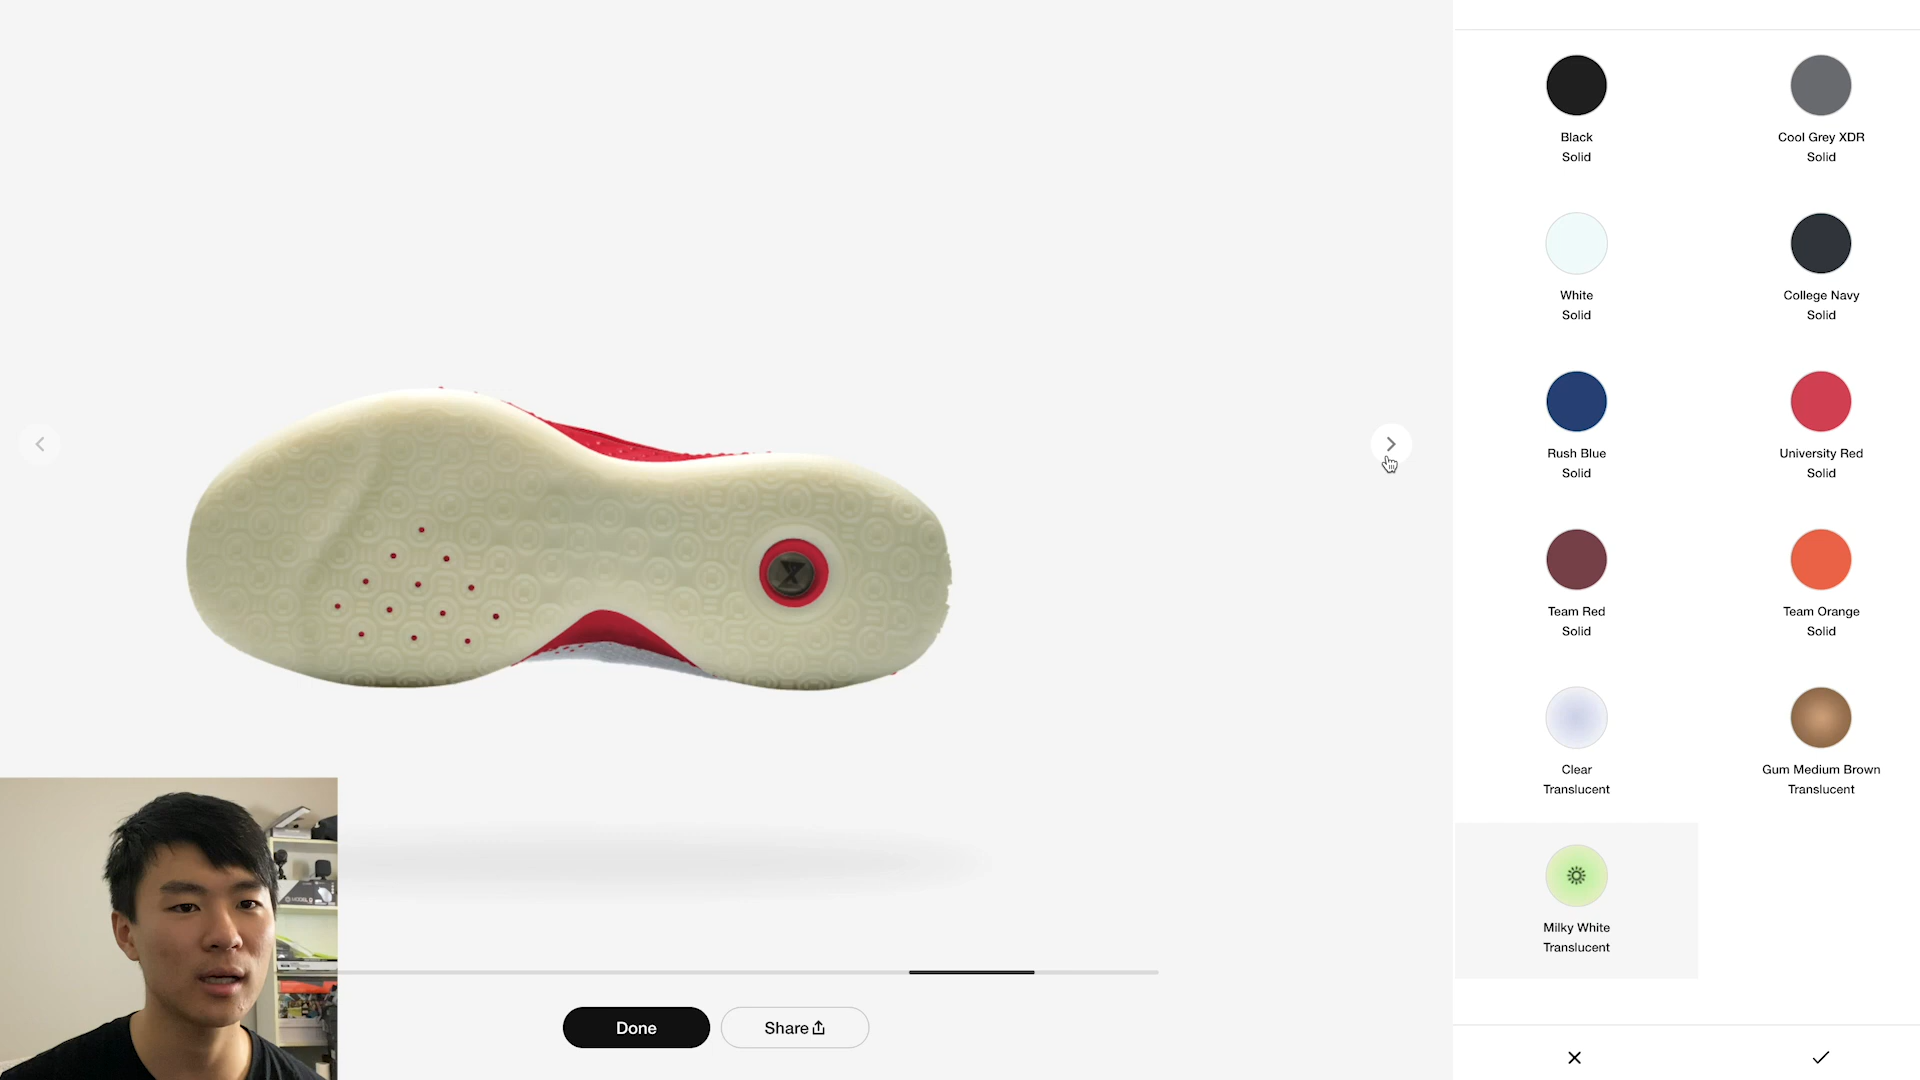 Black
Solid
Cool Grey XDR
Solid
White
Solid
College Navy
Solid
Rush Blue
Solid
University Red
Solid
Team Red
Solid
Team Orange
Solid
Clear
Translucent
Gum Medium Brown
Translucent
Milky White
Translucent
Done
Share
MODEL O